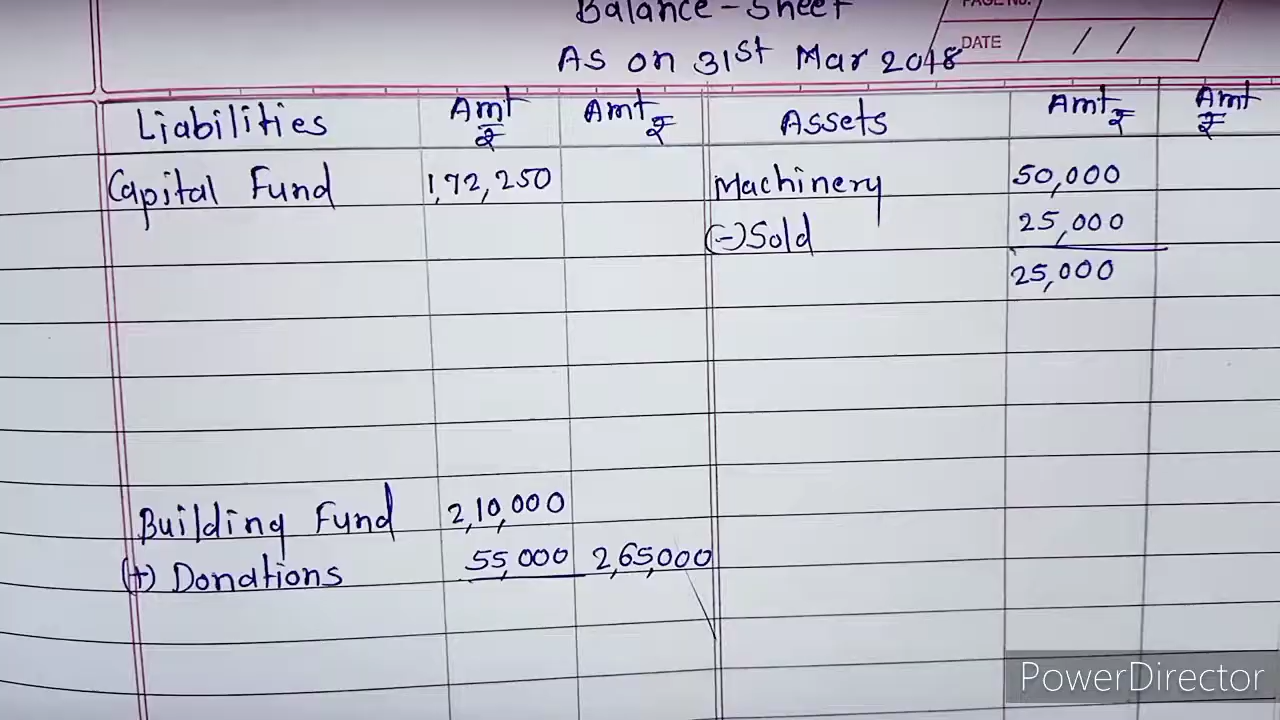 Balance-Sheet
PAGE NO.
As on 31st Mar 2018
DATE / /
Liabilities Amt ₹ Amt ₹ Assets Amt ₹ Amt ₹
Capital Fund 1,72,250 Machinery 50,000
(-) Sold 25,000
25,000
Building Fund 2,10,000
(+) Donations 55,000 2,65,000
PowerDirector